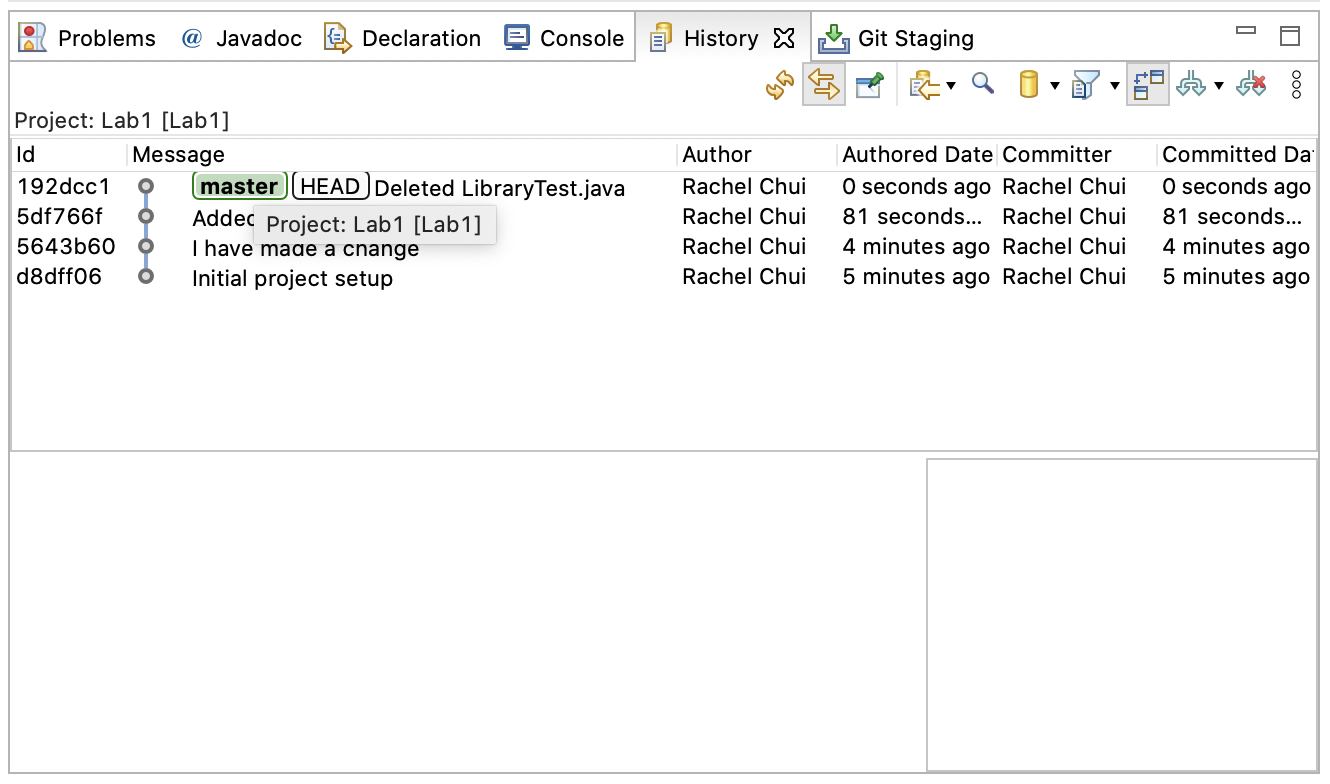 Problems @ Javadoc Declaration Console History Git Staging
Project: Lab1 [Lab1]
Id Message Author Authored Date Committer Committed Da
192dcc1 master HEAD Deleted LibraryTest.java Rachel Chui 0 seconds ago Rachel Chui 0 seconds ago
5df766f Added Rachel Chui 81 seconds... Rachel Chui 81 seconds...
Project: Lab1 [Lab1]
5643b60 I have made a change Rachel Chui 4 minutes ago Rachel Chui 4 minutes ago
d8dff06 Initial project setup Rachel Chui 5 minutes ago Rachel Chui 5 minutes ago